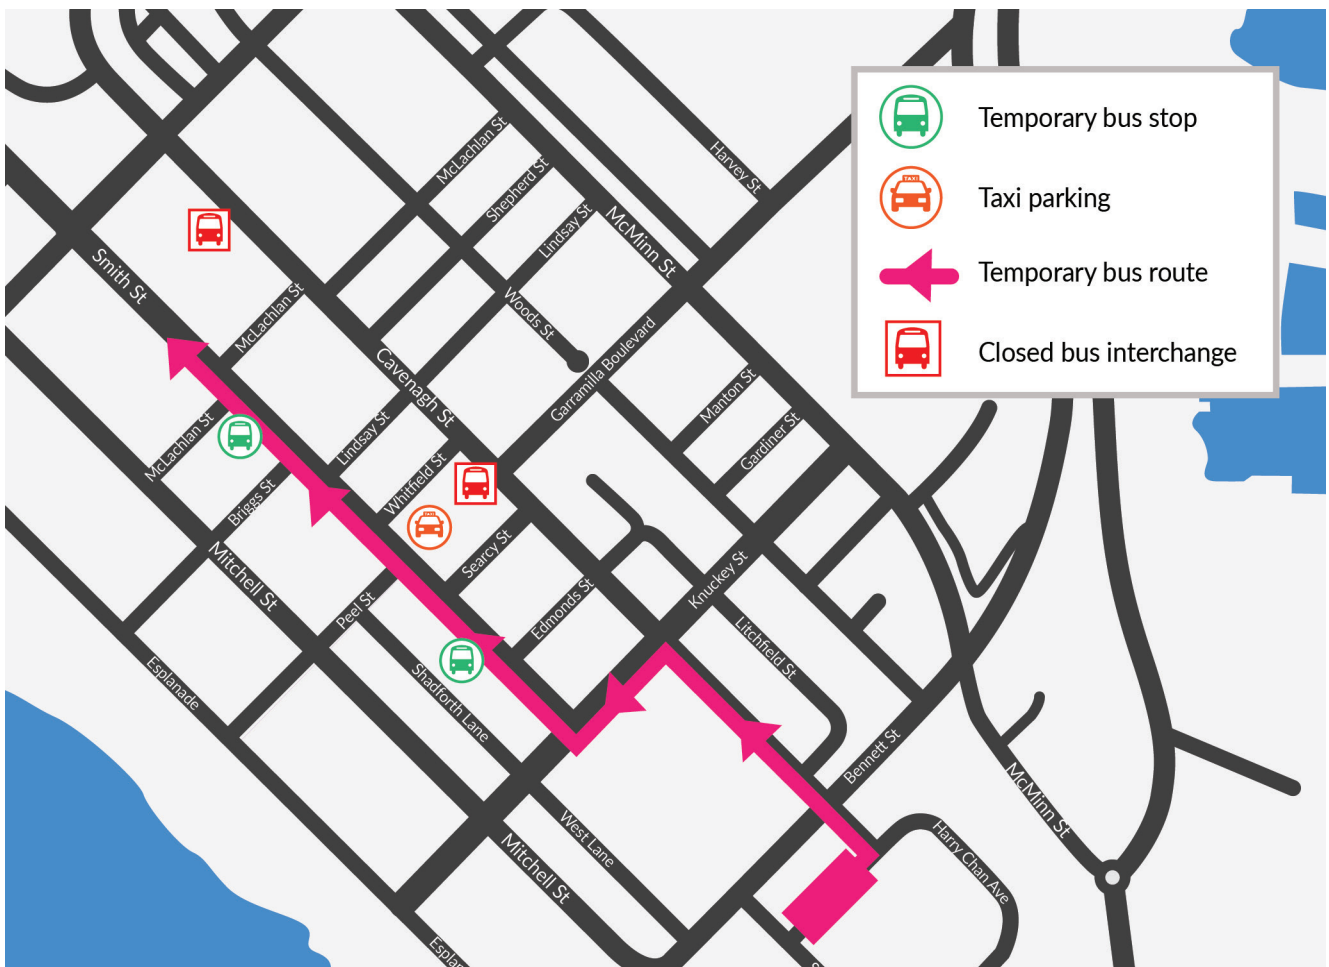 Temporary bus stop
TAXI
Taxi parking
Temporary bus route
Closed bus interchange
McLachlan St
Harvey St
Shepherd St
Lindsay St
McMinn St
Smith St
McLachlan St
Woods St
Cavenagh St
Garramilla Boulevard
Manton St
Gardiner St
McLachlan St
Lindsay St
Whitfield St
Briggs St
TAXI
Searcy St
Mitchell St
Peel St
Edmonds St
Knuckey St
Litchfield St
Esplanade
Shadforth Lane
Bennett St
McMinn St
West Lane
Mitchell St
Harry Chan Ave